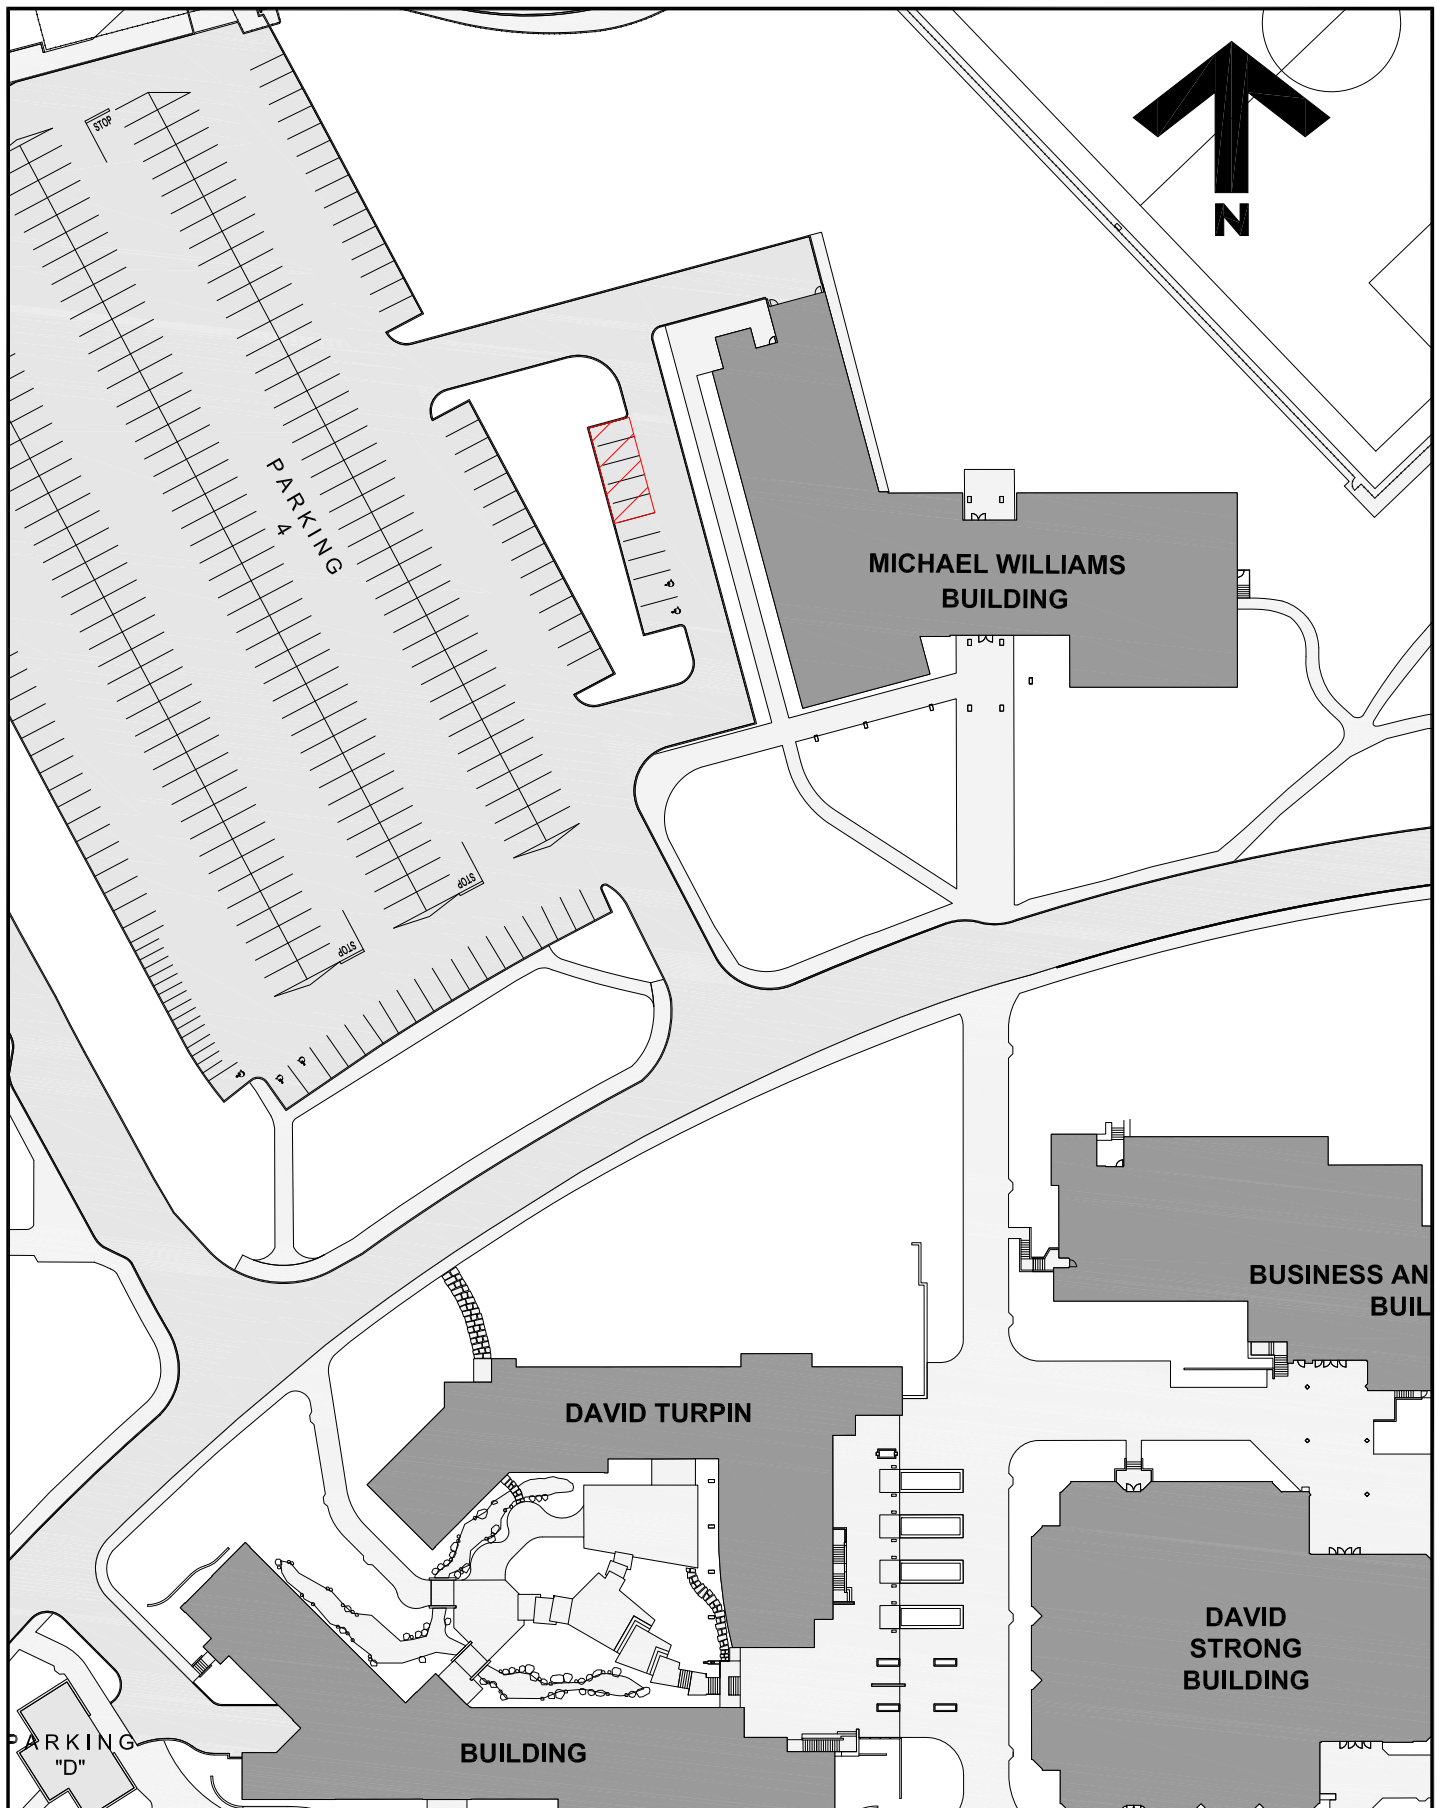 STOP
N
PARKING
4
MICHAEL WILLIAMS
BUILDING
STOP
STOP
BUSINESS AN
BUIL
DAVID TURPIN
DAVID
STRONG
BUILDING
PARKING
"D"
BUILDING